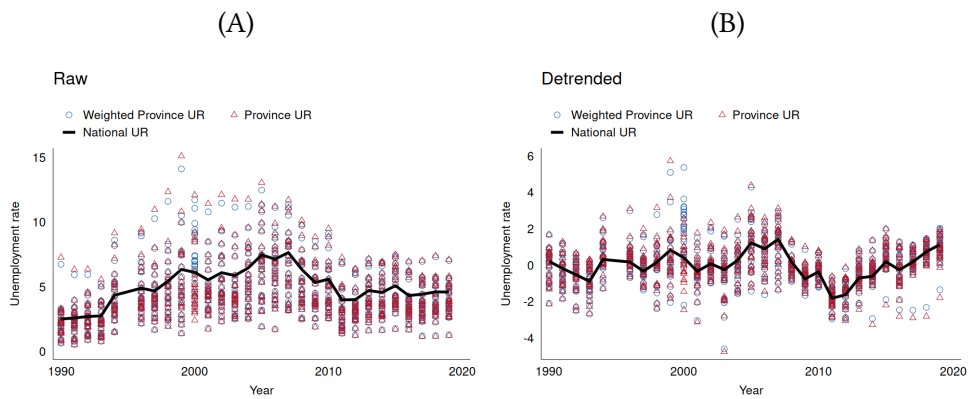 (A)
Raw
Weighted Province UR Province UR
National UR
Unemployment rate
15
10
5
0
1990 2000 2010 2020
Year
(B)
Detrended
Weighted Province UR Province UR
National UR
Unemployment rate
6
4
2
0
-2
-4
1990 2000 2010 2020
Year